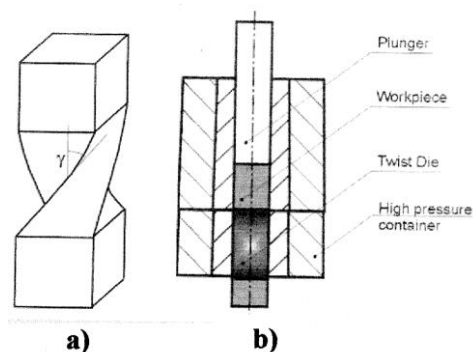 γ
Plunger
Workpiece
Twist Die
High pressure
container
a)
b)